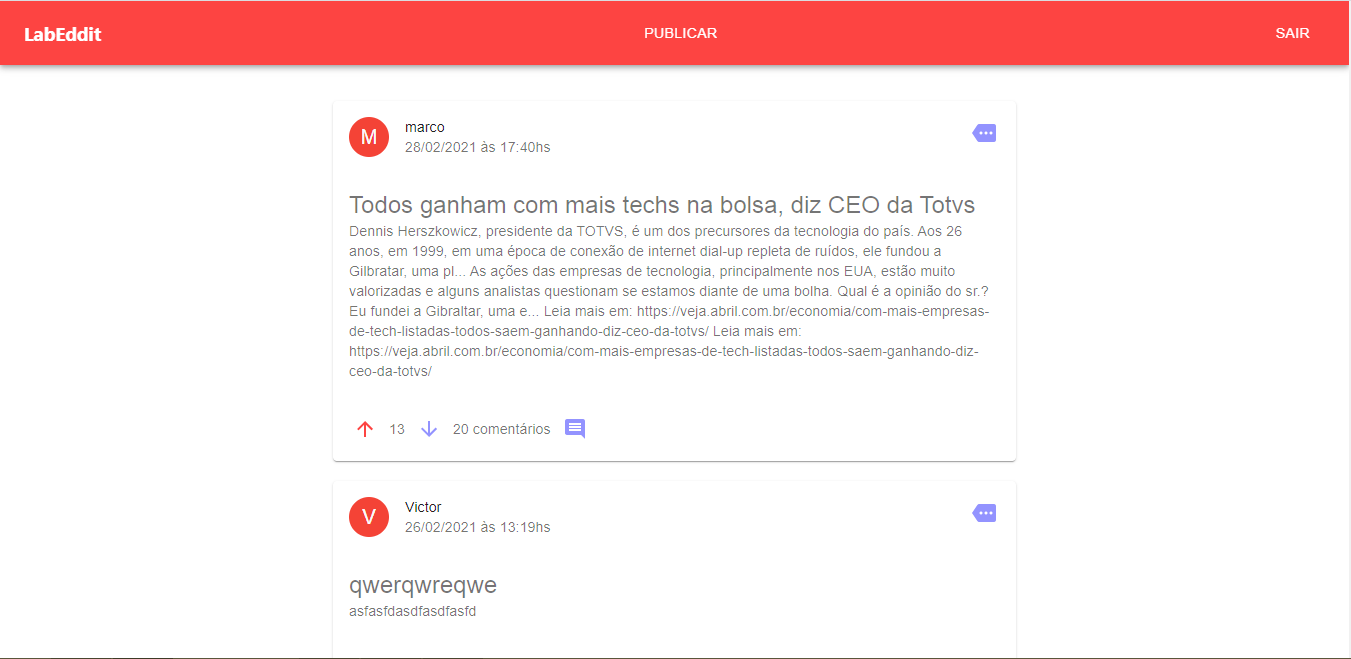 LabEddit
PUBLICAR
SAIR
M
marco
28/02/2021 às 17:40hs
Todos ganham com mais techs na bolsa, diz CEO da Totvs
Dennis Herszkowicz, presidente da TOTVS, é um dos precursores da tecnologia do país. Aos 26
anos, em 1999, em uma época de conexão de internet dial-up repleta de ruídos, ele fundou a
Gilbratar, uma pl... As ações das empresas de tecnologia, principalmente nos EUA, estão muito
valorizadas e alguns analistas questionam se estamos diante de uma bolha. Qual é a opinião do sr.?
Eu fundei a Gibraltar, uma e... Leia mais em: https://veja.abril.com.br/economia/com-mais-empresas-
de-tech-listadas-todos-saem-ganhando-diz-ceo-da-totvs/ Leia mais em:
https://veja.abril.com.br/economia/com-mais-empresas-de-tech-listadas-todos-saem-ganhando-diz-
ceo-da-totvs/
13
20 comentários
V
Victor
26/02/2021 às 13:19hs
qwerqwreqwe
asfasfdasdfasdfasfd